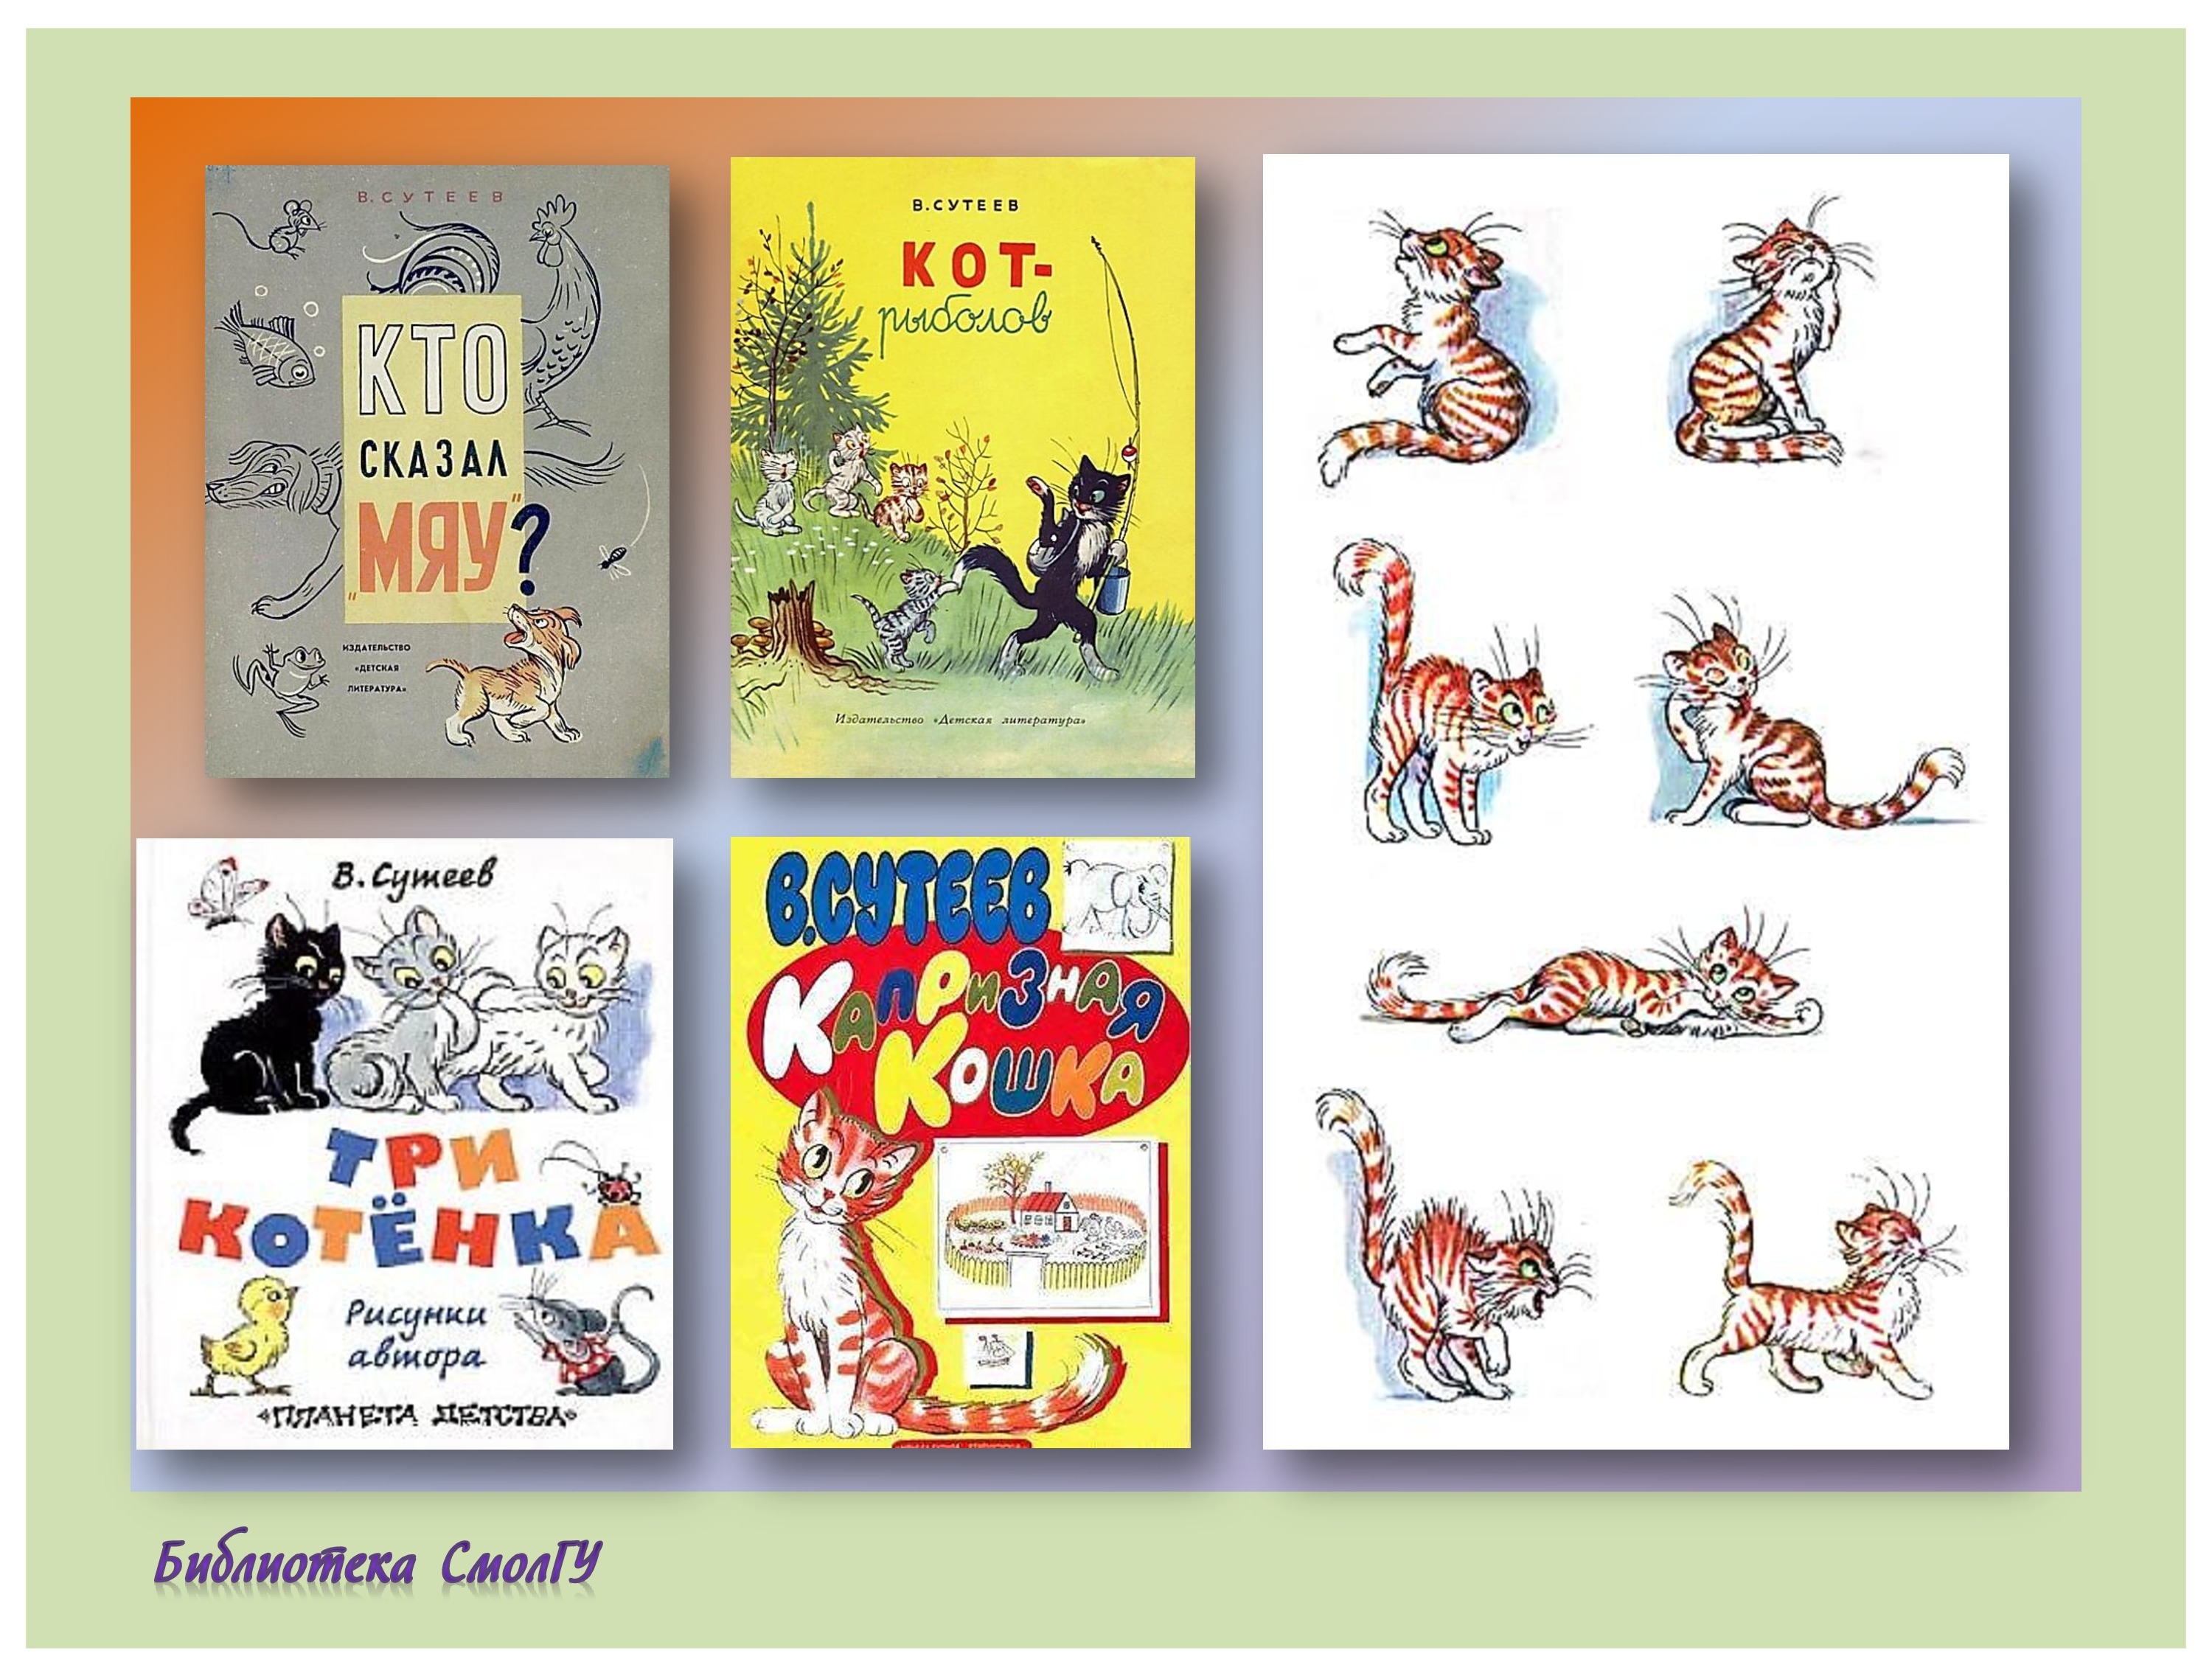 В. СУТЕЕВ
КТО
СКАЗАЛ
„МЯУ"?
ИЗДАТЕЛЬСТВО
«ДЕТСКАЯ
ЛИТЕРАТУРА»
В. СУТЕЕВ
КОТ-
рыболов
Издательство «Детская литература»
В. Сутеев
ТРИ
КОТЁНКА
Рисунки
автора
«ПЛАНЕТА ДЕТСТВА»
В. СУТЕЕВ
КАПРИЗНАЯ
КОШКА
Библиотека СмолГУ